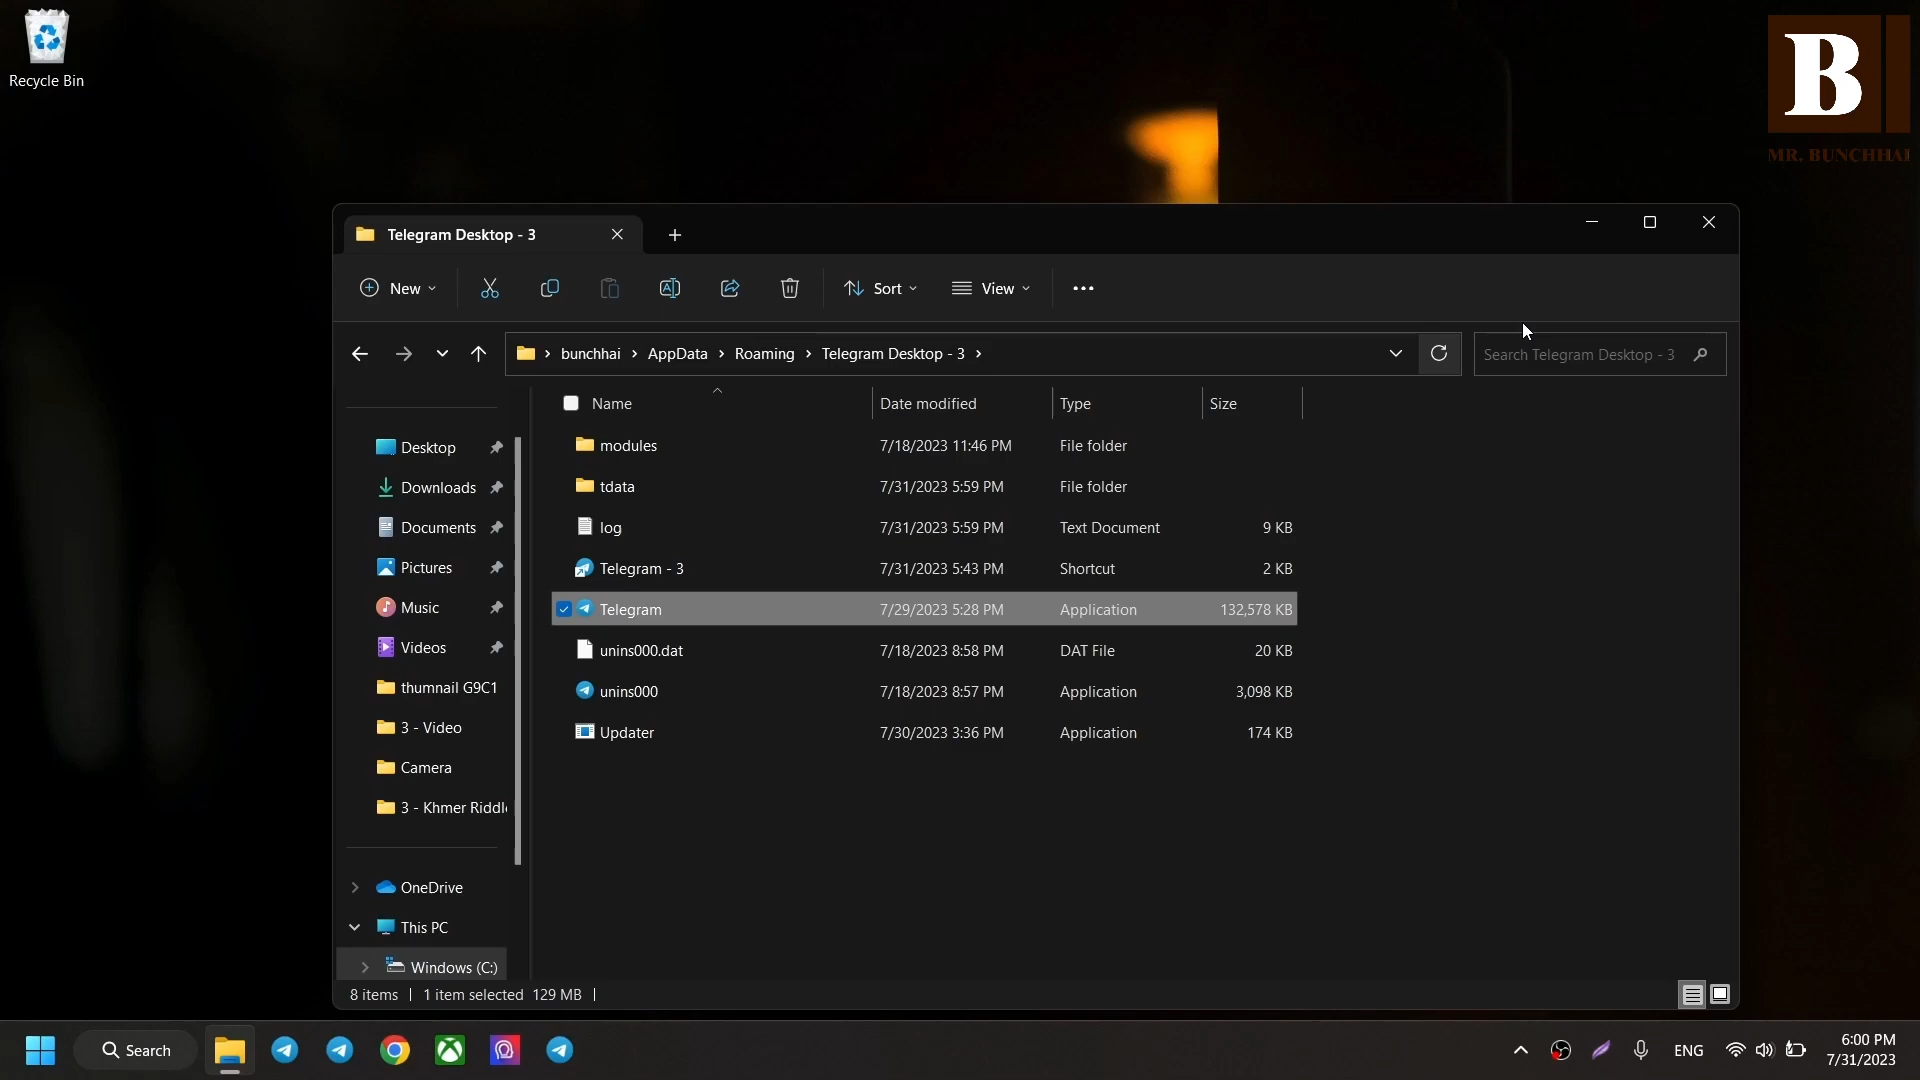 Recycle Bin
B
MR. BUNCHHAI
Telegram Desktop - 3
New
Sort
View
bunchhai > AppData > Roaming > Telegram Desktop - 3 >
Search Telegram Desktop - 3
Name Date modified Type Size
modules 7/18/2023 11:46 PM File folder
tdata 7/31/2023 5:59 PM File folder
log 7/31/2023 5:59 PM Text Document 9 KB
Telegram - 3 7/31/2023 5:43 PM Shortcut 2 KB
Telegram 7/29/2023 5:28 PM Application 132,578 KB
unins000.dat 7/18/2023 8:58 PM DAT File 20 KB
unins000 7/18/2023 8:57 PM Application 3,098 KB
Updater 7/30/2023 3:36 PM Application 174 KB
Desktop
Downloads
Documents
Pictures
Music
Videos
thumnail G9C1
3 - Video
Camera
3 - Khmer Riddl
OneDrive
This PC
Windows (C:)
8 items | 1 item selected 129 MB |
Search
ENG
6:00 PM
7/31/2023